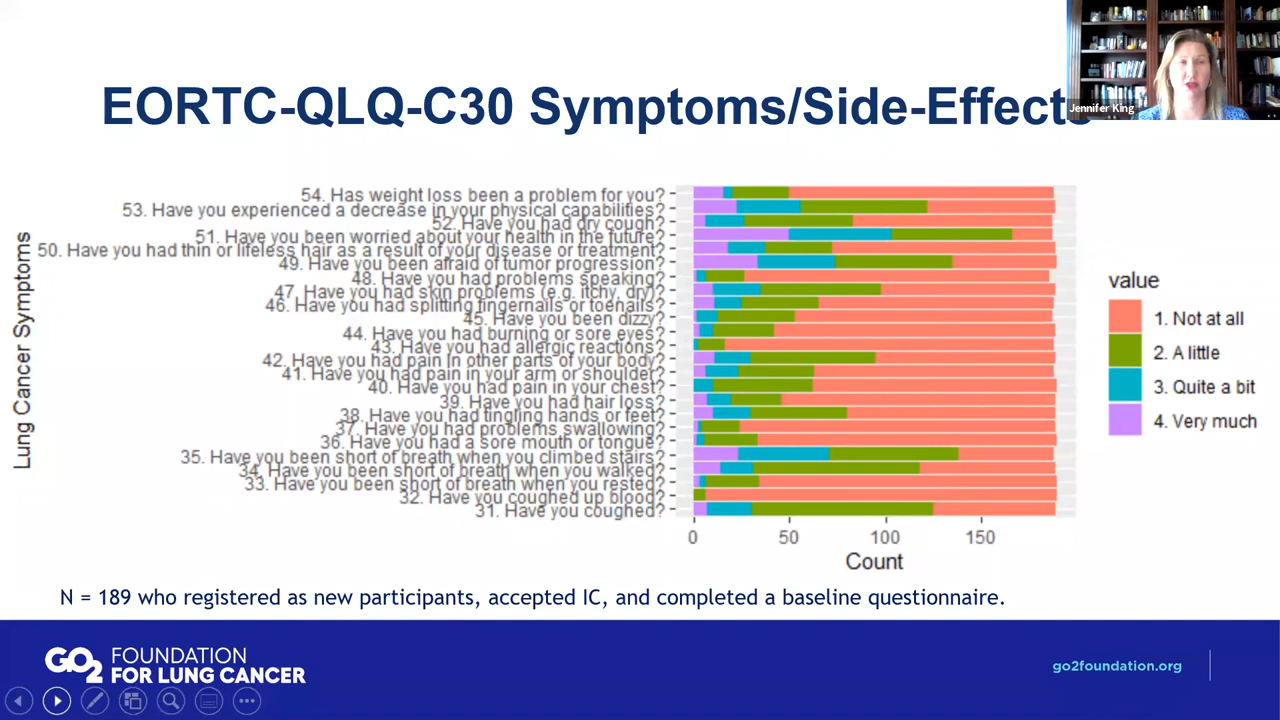 Jennifer King
EORTC-QLQ-C30 Symptoms/Side-Effects
Lung Cancer Symptoms
54. Has weight loss been a problem for you?
53. Have you experienced a decrease in your physical capabilities?
52. Have you had dry cough?
51. Have you been worried about your health in the future?
50. Have you had thin or lifeless hair as a result of your disease or treatment?
49. Have you been afraid of tumor progression?
48. Have you had problems speaking?
47. Have you had skin problems (e.g. itchy, dry)?
46. Have you had splitting fingernails or toenails?
45. Have you been dizzy?
44. Have you had burning or sore eyes?
43. Have you had allergic reactions?
42. Have you had pain in other parts of your body?
41. Have you had pain in your arm or shoulder?
40. Have you had pain in your chest?
39. Have you had hair loss?
38. Have you had tingling hands or feet?
37. Have you had problems swallowing?
36. Have you had a sore mouth or tongue?
35. Have you been short of breath when you climbed stairs?
34. Have you been short of breath when you walked?
33. Have you been short of breath when you rested?
32. Have you coughed up blood?
31. Have you coughed?
0 50 100 150
Count
value
1. Not at all
2. A little
3. Quite a bit
4. Very much
N = 189 who registered as new participants, accepted IC, and completed a baseline questionnaire.
GO2 FOUNDATION
FOR LUNG CANCER
go2foundation.org